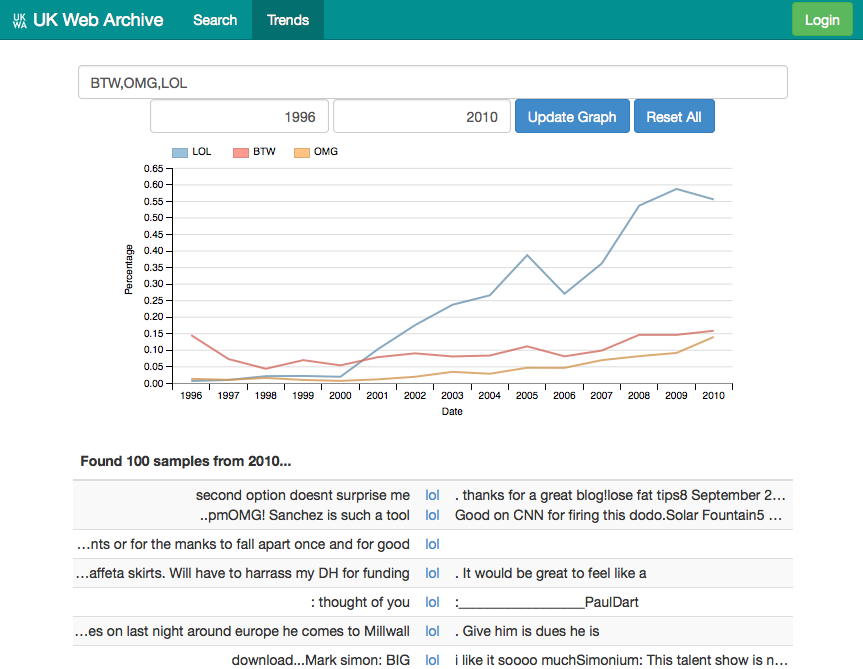 UK WA UK Web Archive Search Trends Login
BTW,OMG,LOL
1996 2010 Update Graph Reset All
LOL BTW OMG
0.65
0.60
0.55
0.50
0.45
0.40
0.35
0.30
0.25
0.20
0.15
0.10
0.05
0.00
Percentage
1996 1997 1998 1999 2000 2001 2002 2003 2004 2005 2006 2007 2008 2009 2010
Date
Found 100 samples from 2010...
second option doesnt surprise me lol . thanks for a great blog!lose fat tips8 September 2...
..pmOMG! Sanchez is such a tool lol Good on CNN for firing this dodo.Solar Fountain5 ...
...nts or for the manks to fall apart once and for good lol
...affeta skirts. Will have to harrass my DH for funding lol . It would be great to feel like a
: thought of you lol :_________________PaulDart
...es on last night around europe he comes to Millwall lol . Give him is dues he is
download...Mark simon: BIG lol i like it soooo muchSimonium: This talent show is n...